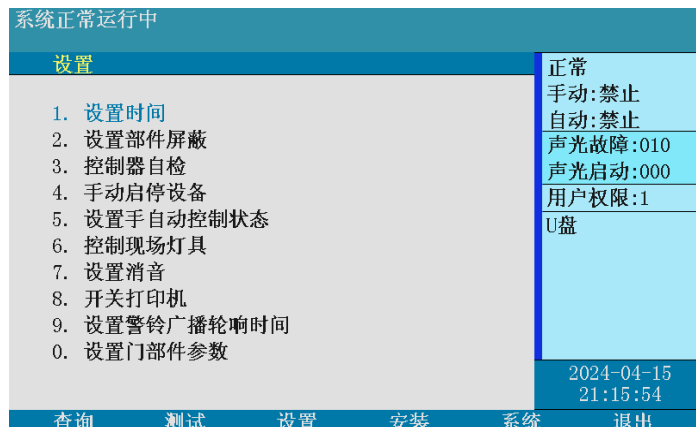 系统正常运行中
设置
1. 设置时间
2. 设置部件屏蔽
3. 控制器自检
4. 手动启停设备
5. 设置手自动控制状态
6. 控制现场灯具
7. 设置消音
8. 开关打印机
9. 设置警铃广播轮响时间
0. 设置门部件参数
正常
手动:禁止
自动:禁止
声光故障:010
声光启动:000
用户权限:1
U盘
2024-04-15
21:15:54
查询 测试 设置 安装 系统 退出